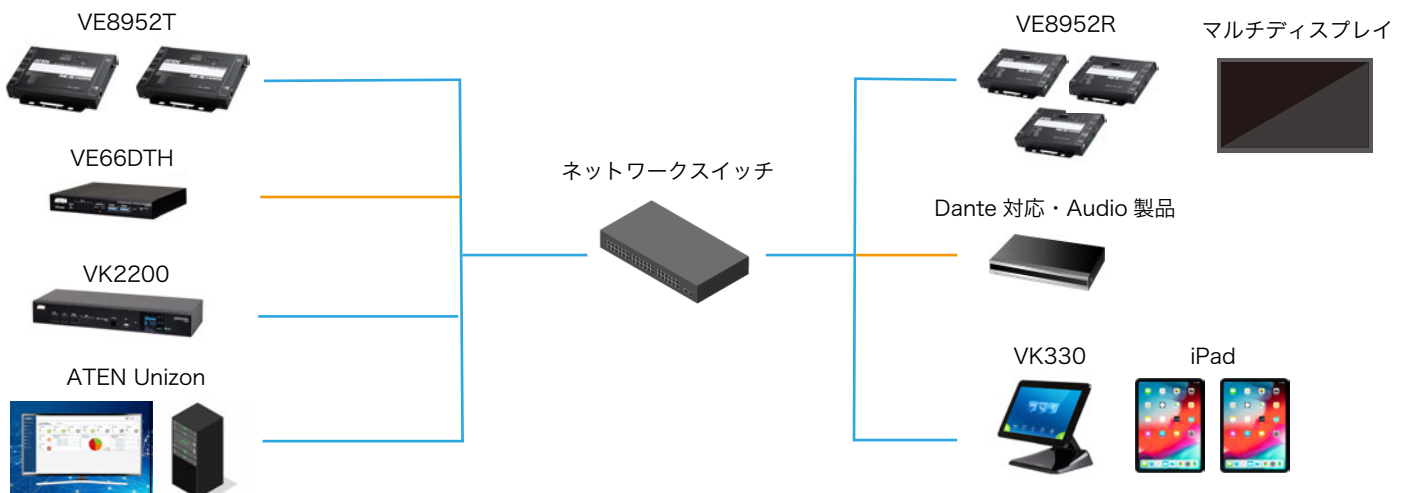 VE8952T
VE66DTH
VK2200
ATEN Unizon
ネットワークスイッチ
VE8952R
マルチディスプレイ
Dante 対応・Audio 製品
VK330
iPad